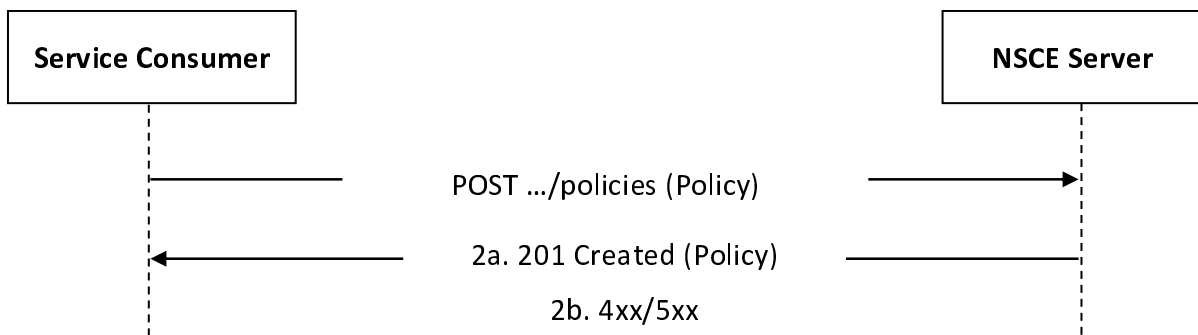 Service Consumer
NSCE Server
POST …/policies (Policy)
2a. 201 Created (Policy)
2b. 4xx/5xx